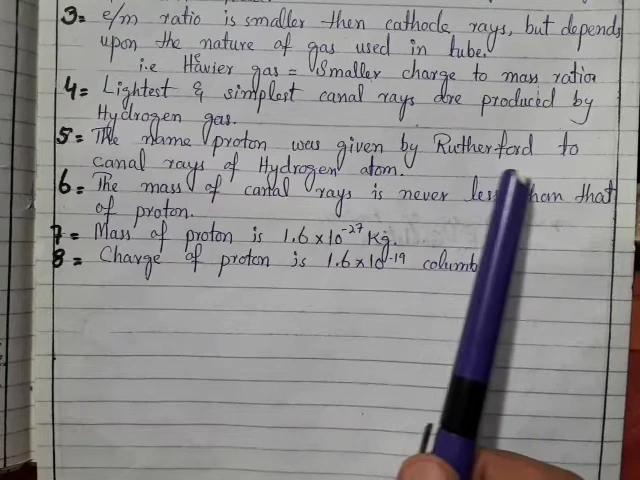 3= e/m ratio is smaller then cathode rays, but depends
upon the nature of gas used in tube.
i.e Havier gas = Smaller charge to mass ratio
4= Lightest & simplest canal rays are produced by
Hydrogen gas.
5= The name proton was given by Rutherford to
canal rays of Hydrogen atom.
6= The mass of canal rays is never less than that
of proton.
7= Mass of proton is 1.6 x 10⁻²⁷ Kg.
8= Charge of proton is 1.6 x 10⁻¹⁹ columb